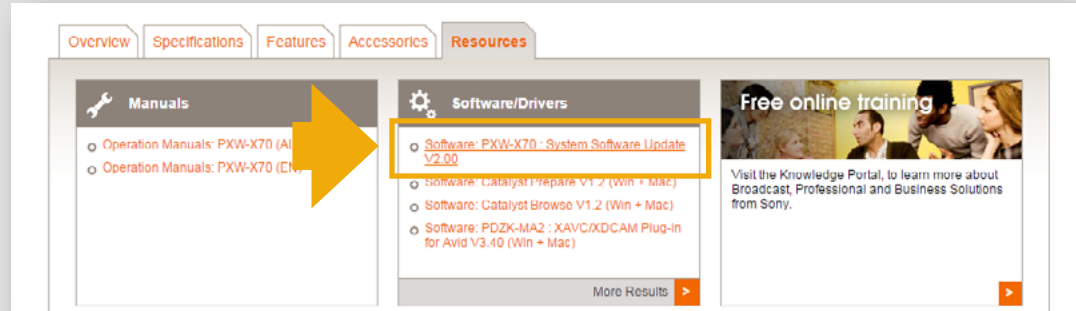 Overview
Specifications
Features
Accessories
Resources
Manuals
Operation Manuals: PXW-X70 (
Operation Manuals: PXW-X70 (
Software/Drivers
Software: PXW-X70 : System Software Update
V2.00
Software: Catalyst Prepare V1.2 (Win + Mac)
Software: Catalyst Browse V1.2 (Win + Mac)
Software: PDZK-MA2 : XAVC/XDCAM Plug-in
for Avid V3.40 (Win + Mac)
More Results >
Free online training
Visit the Knowledge Portal, to learn more about
Broadcast, Professional and Business Solutions
from Sony.
>